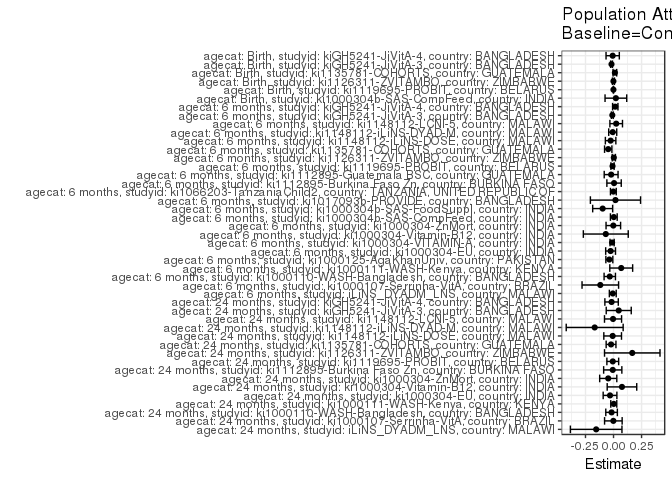 Population Att
Baseline=Con
agecat: Birth, studyid: kiGH5241-JiVitA-4, country: BANGLADESH
agecat: Birth, studyid: kiGH5241-JiVitA-3, country: BANGLADESH
agecat: Birth, studyid: ki1135781-COHORTS, country: GUATEMALA
agecat: Birth, studyid: ki1126311-ZVITAMBO, country: ZIMBABWE
agecat: Birth, studyid: ki1119695-PROBIT, country: BELARUS
agecat: Birth, studyid: ki1000304b-SAS-CompFeed, country: INDIA
agecat: 6 months, studyid: kiGH5241-JiVitA-4, country: BANGLADESH
agecat: 6 months, studyid: kiGH5241-JiVitA-3, country: BANGLADESH
agecat: 6 months, studyid: ki1148112-LCNI-5, country: MALAWI
agecat: 6 months, studyid: ki1148112-iLiNS-DYAD-M, country: MALAWI
agecat: 6 months, studyid: ki1148112-iLiNS-DOSE, country: MALAWI
agecat: 6 months, studyid: ki1135781-COHORTS, country: GUATEMALA
agecat: 6 months, studyid: ki1126311-ZVITAMBO, country: ZIMBABWE
agecat: 6 months, studyid: ki1119695-PROBIT, country: BELARUS
agecat: 6 months, studyid: ki1112895-Guatemala BSC, country: GUATEMALA
agecat: 6 months, studyid: ki1112895-Burkina Faso Zn, country: BURKINA FASO
agecat: 6 months, studyid: ki1066203-TanzaniaChild2, country: TANZANIA, UNITED REPUBLIC OF
agecat: 6 months, studyid: ki1017093b-PROVIDE, country: BANGLADESH
agecat: 6 months, studyid: ki1000304b-SAS-FoodSuppl, country: INDIA
agecat: 6 months, studyid: ki1000304b-SAS-CompFeed, country: INDIA
agecat: 6 months, studyid: ki1000304-ZnMort, country: INDIA
agecat: 6 months, studyid: ki1000304-Vitamin-B12, country: INDIA
agecat: 6 months, studyid: ki1000304-VITAMIN-A, country: INDIA
agecat: 6 months, studyid: ki1000304-EU, country: INDIA
agecat: 6 months, studyid: ki1000125-AgaKhanUniv, country: PAKISTAN
agecat: 6 months, studyid: ki1000111-WASH-Kenya, country: KENYA
agecat: 6 months, studyid: ki1000110-WASH-Bangladesh, country: BANGLADESH
agecat: 6 months, studyid: ki1000107-Serrinha-VitA, country: BRAZIL
agecat: 6 months, studyid: iLiNS_DYADM_LNS, country: MALAWI
agecat: 24 months, studyid: kiGH5241-JiVitA-4, country: BANGLADESH
agecat: 24 months, studyid: kiGH5241-JiVitA-3, country: BANGLADESH
agecat: 24 months, studyid: ki1148112-LCNI-5, country: MALAWI
agecat: 24 months, studyid: ki1148112-iLiNS-DYAD-M, country: MALAWI
agecat: 24 months, studyid: ki1148112-iLiNS-DOSE, country: MALAWI
agecat: 24 months, studyid: ki1135781-COHORTS, country: GUATEMALA
agecat: 24 months, studyid: ki1126311-ZVITAMBO, country: ZIMBABWE
agecat: 24 months, studyid: ki1119695-PROBIT, country: BELARUS
agecat: 24 months, studyid: ki1112895-Burkina Faso Zn, country: BURKINA FASO
agecat: 24 months, studyid: ki1000304-ZnMort, country: INDIA
agecat: 24 months, studyid: ki1000304-Vitamin-B12, country: INDIA
agecat: 24 months, studyid: ki1000304-EU, country: INDIA
agecat: 24 months, studyid: ki1000111-WASH-Kenya, country: KENYA
agecat: 24 months, studyid: ki1000110-WASH-Bangladesh, country: BANGLADESH
agecat: 24 months, studyid: ki1000107-Serrinha-VitA, country: BRAZIL
agecat: 24 months, studyid: iLiNS_DYADM_LNS, country: MALAWI
-0.25 0.00 0.25
Estimate